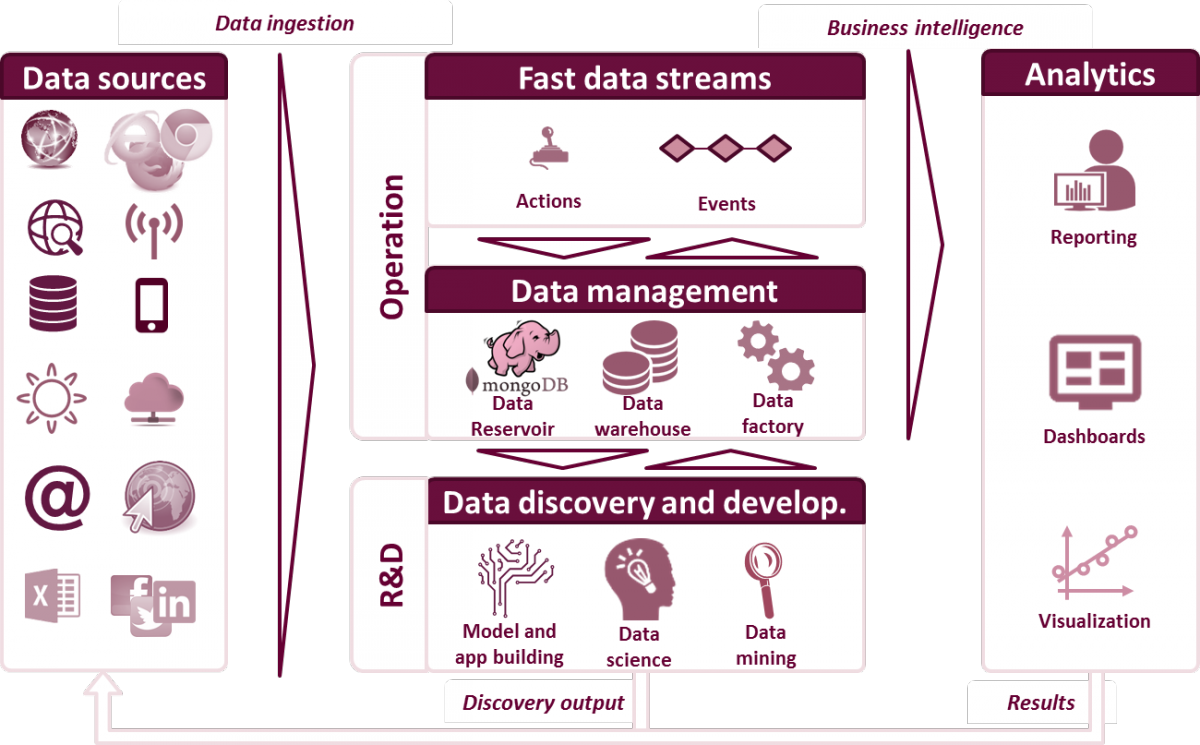 Data ingestion
Business intelligence
Data sources
@
X
f
in
Operation
Fast data streams
Actions
Events
Data management
mongoDB
Data
Reservoir
Data
warehouse
Data
factory
R&D
Data discovery and develop.
Model and
app building
Data
science
Data
mining
Analytics
Reporting
Dashboards
Visualization
Discovery output
Results